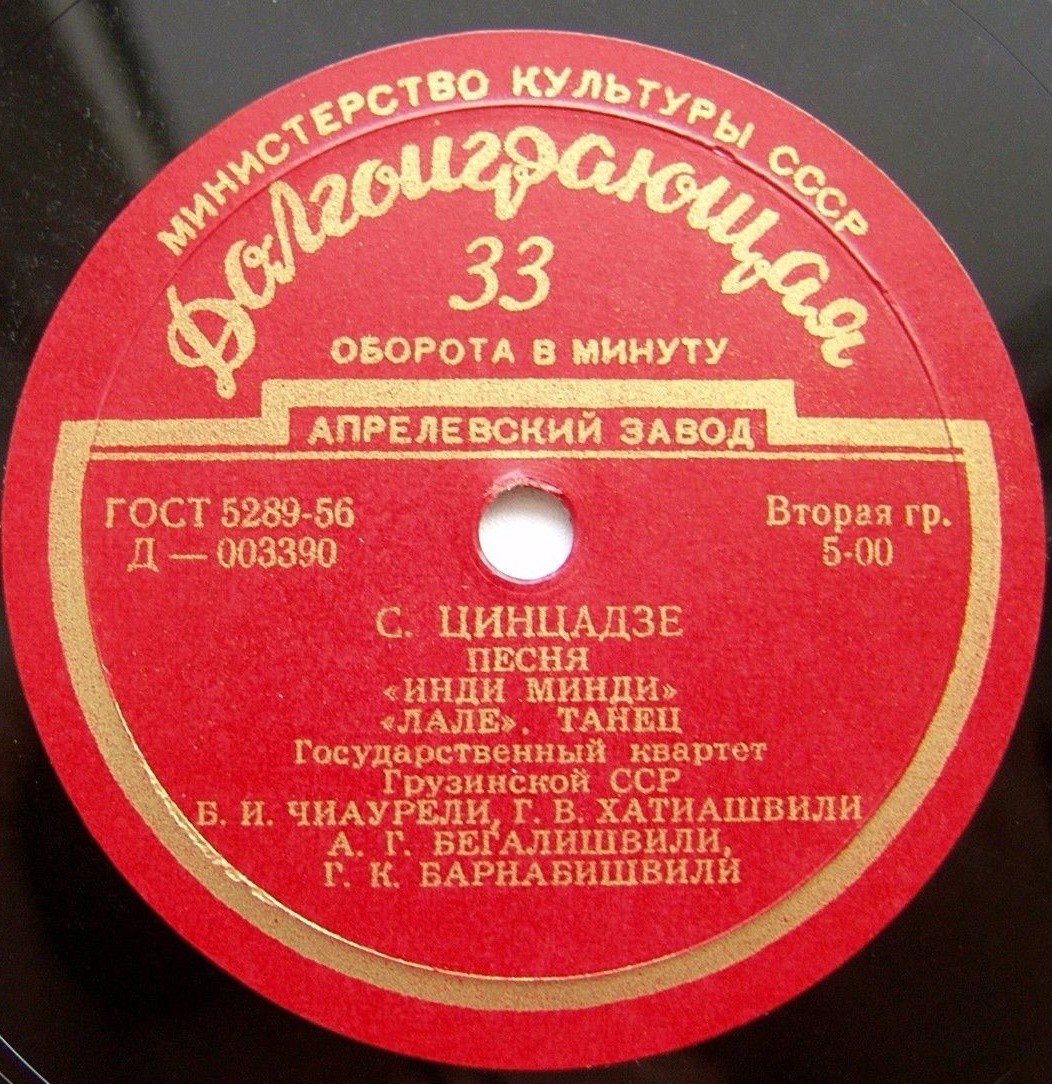 МИНИСТЕРСТВО КУЛЬТУРЫ СССР
Долгоиграющая
33
ОБОРОТА В МИНУТУ
АПРЕЛЕВСКИЙ ЗАВОД
ГОСТ 5289-56
Д — 003390
Вторая гр.
5-00
С. ЦИНЦАДЗЕ
ПЕСНЯ
«ИНДИ МИНДИ»
«ЛАЛЕ». ТАНЕЦ
Государственный квартет
Грузинской ССР
Б. И. ЧИАУРЕЛИ, Г. В. ХАТИАШВИЛИ
А. Г. БЕГАЛИШВИЛИ,
Г. К. БАРНАБИШВИЛИ